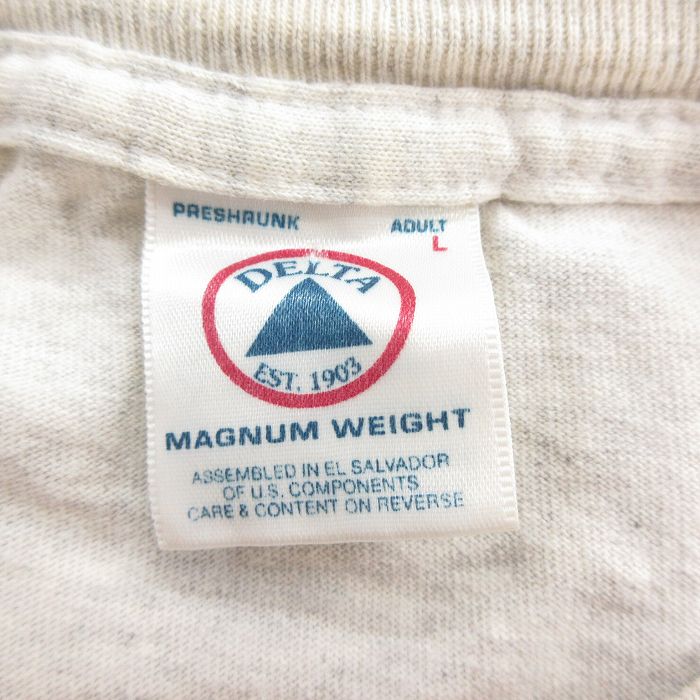 PRESHRUNK ADULT
L
DELTA
EST. 1903
MAGNUM WEIGHT
ASSEMBLED IN EL SALVADOR
OF U.S. COMPONENTS
CARE & CONTENT ON REVERSE